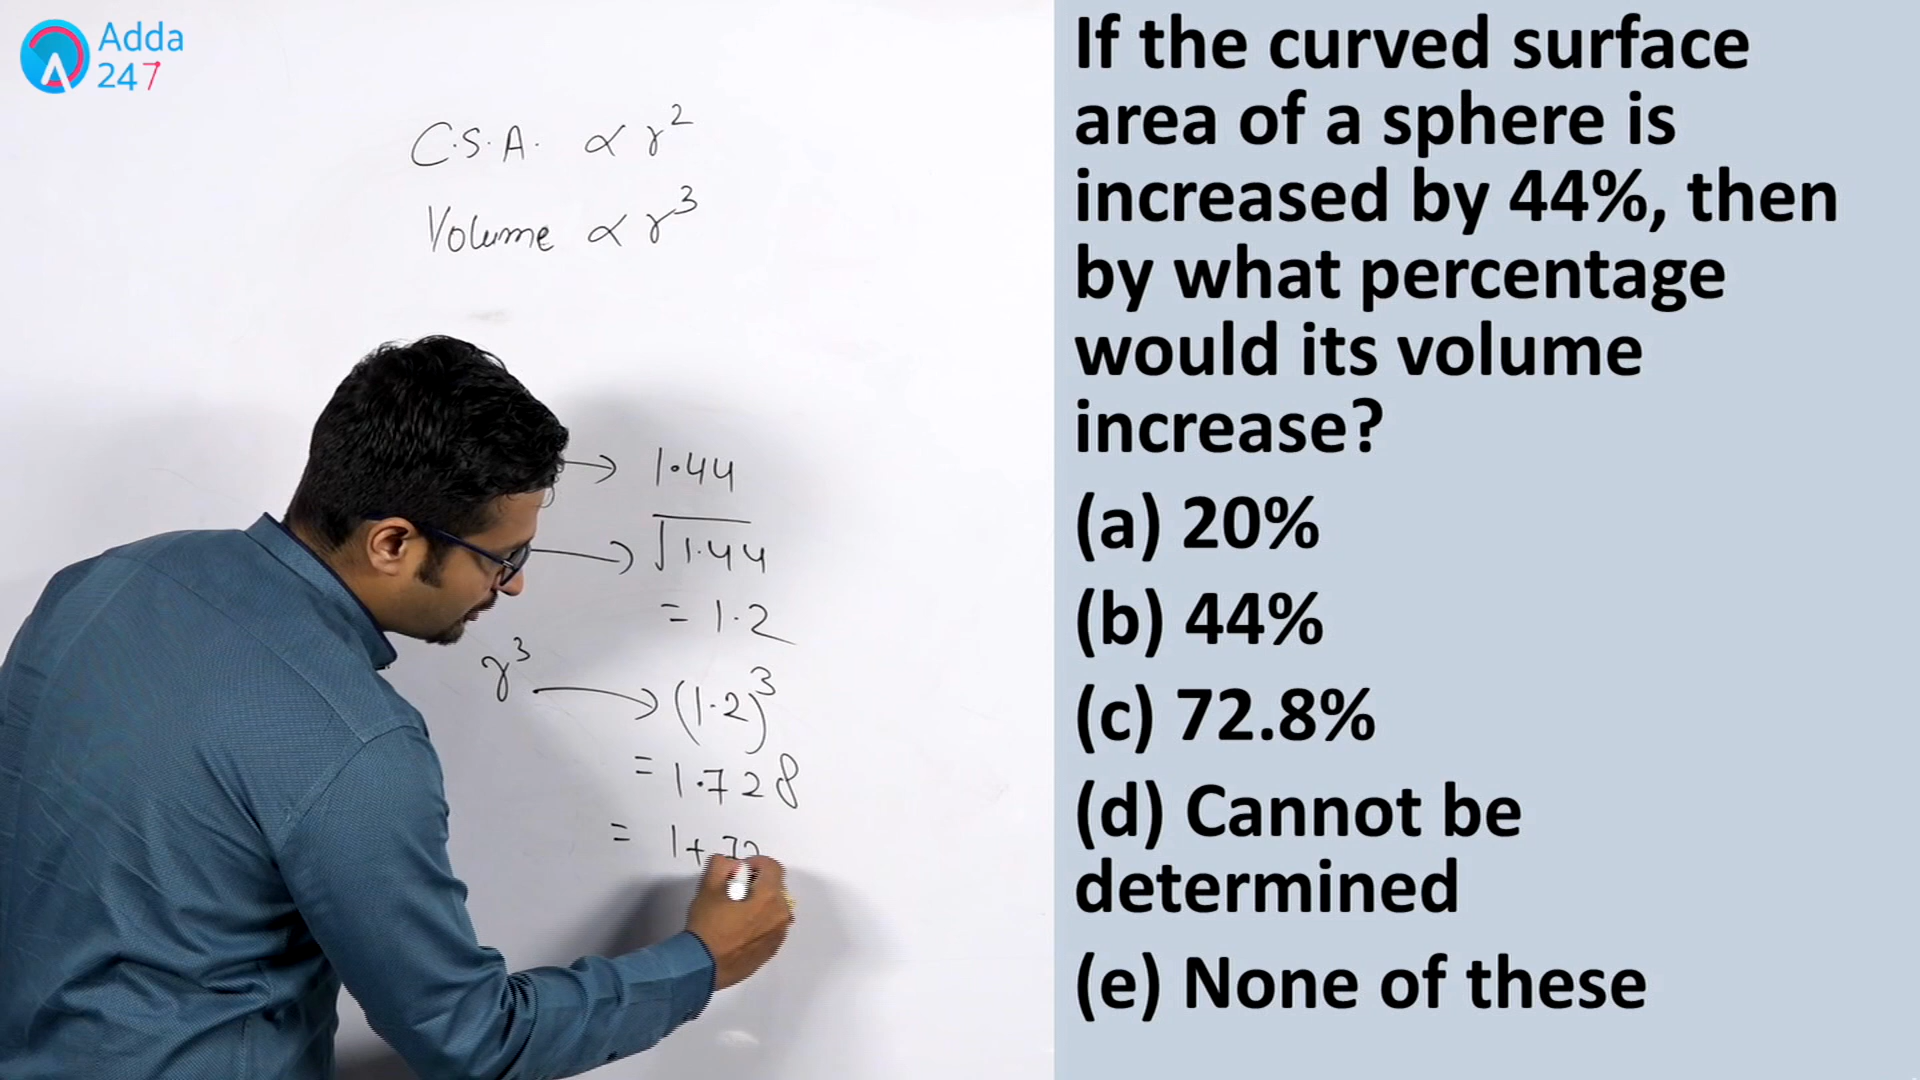 Adda
247
C.S.A. ∝ r²
Volume ∝ r³
→ 1.44
→ √1.44
= 1.2
r³ → (1.2)³
= 1.728
= 1+.72
If the curved surface
area of a sphere is
increased by 44%, then
by what percentage
would its volume
increase?
(a) 20%
(b) 44%
(c) 72.8%
(d) Cannot be
determined
(e) None of these